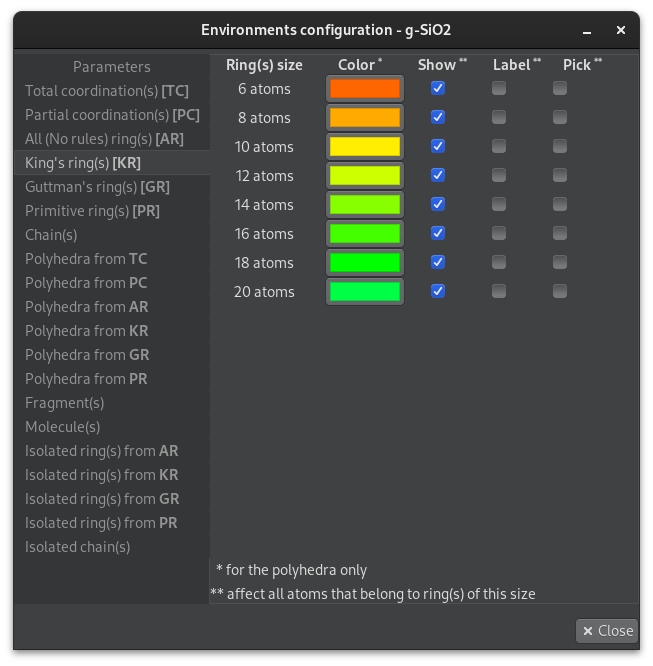 Environments configuration - g-SiO2
Parameters
Total coordination(s) [TC]
Partial coordination(s) [PC]
All (No rules) ring(s) [AR]
King's ring(s) [KR]
Guttman's ring(s) [GR]
Primitive ring(s) [PR]
Chain(s)
Polyhedra from TC
Polyhedra from PC
Polyhedra from AR
Polyhedra from KR
Polyhedra from GR
Polyhedra from PR
Fragment(s)
Molecule(s)
Isolated ring(s) from AR
Isolated ring(s) from KR
Isolated ring(s) from GR
Isolated ring(s) from PR
Isolated chain(s)
Ring(s) size Color * Show ** Label ** Pick **
6 atoms
8 atoms
10 atoms
12 atoms
14 atoms
16 atoms
18 atoms
20 atoms
* for the polyhedra only
** affect all atoms that belong to ring(s) of this size
Close